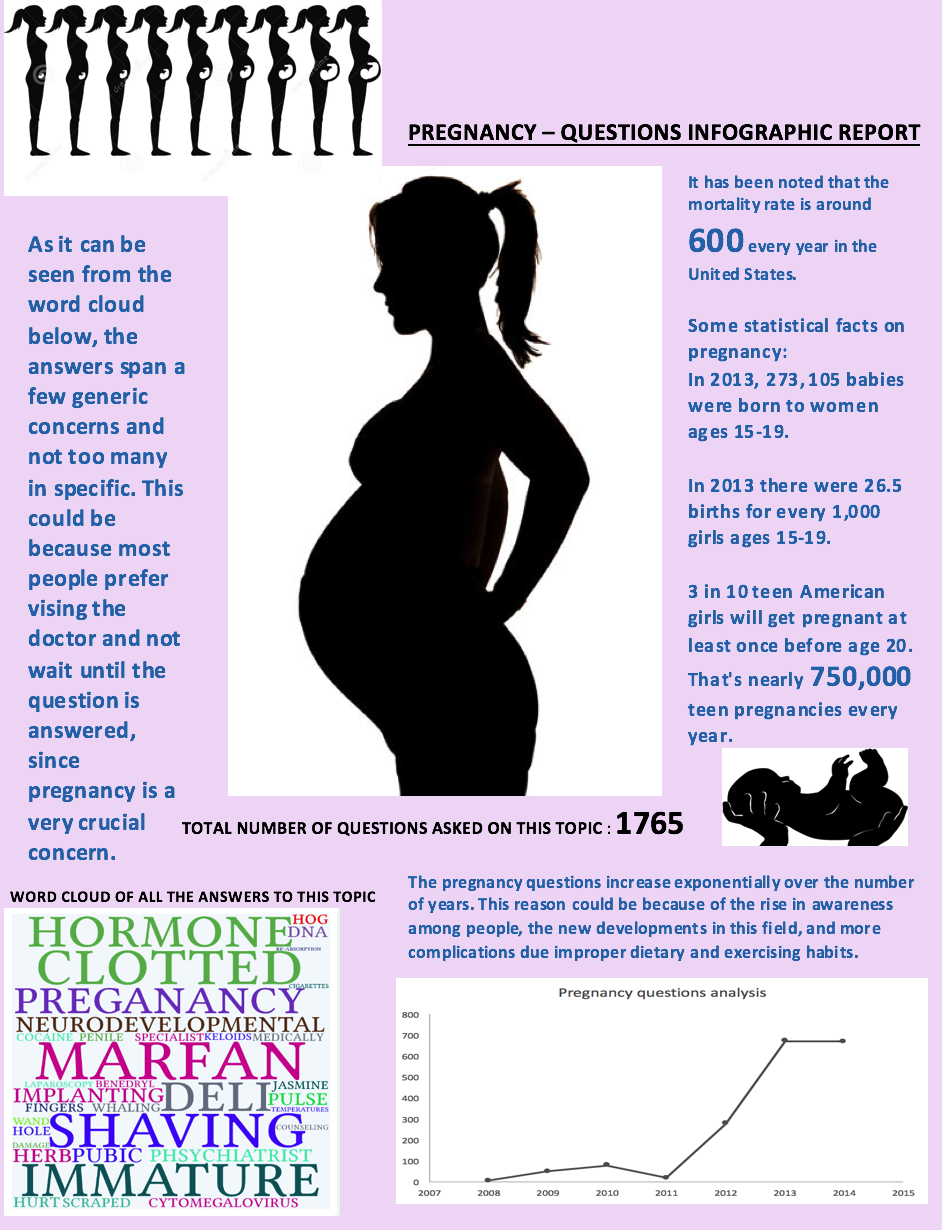 PREGNANCY – QUESTIONS INFOGRAPHIC REPORT
It has been noted that the
mortality rate is around
600 every year in the
United States.
Some statistical facts on
pregnancy:
In 2013, 273,105 babies
were born to women
ages 15-19.
In 2013 there were 26.5
births for every 1,000
girls ages 15-19.
3 in 10 teen American
girls will get pregnant at
least once before age 20.
That's nearly 750,000
teen pregnancies every
year.
As it can be
seen from the
word cloud
below, the
answers span a
few generic
concerns and
not too many
in specific. This
could be
because most
people prefer
vising the
doctor and not
wait until the
question is
answered,
since
pregnancy is a
very crucial
concern.
TOTAL NUMBER OF QUESTIONS ASKED ON THIS TOPIC : 1765
WORD CLOUD OF ALL THE ANSWERS TO THIS TOPIC
HORMONE HOG
DNA
RE-ABSORPTION
CLOTTED
CIGARETTES
PREGANANCY
NEURODEVELOPMENTAL
COCAINE PENILE SPECIALIST KELOIDS MEDICALLY
MARFAN
LAPAROSCOPY BENEDRYL DELI JASMINE
IMPLANTING PULSE
FINGERS WHALING TEMPERATURES
WAND SHAVING COUNSELING
HOLE
DAMAGE
HERB PUBIC PHSYCHIATRIST
IMMATURE
HURT SCRAPED CYTOMEGALOVIRUS
The pregnancy questions increase exponentially over the number
of years. This reason could be because of the rise in awareness
among people, the new developments in this field, and more
complications due improper dietary and exercising habits.
Pregnancy questions analysis
800
700
600
500
400
300
200
100
0
2007 2008 2009 2010 2011 2012 2013 2014 2015